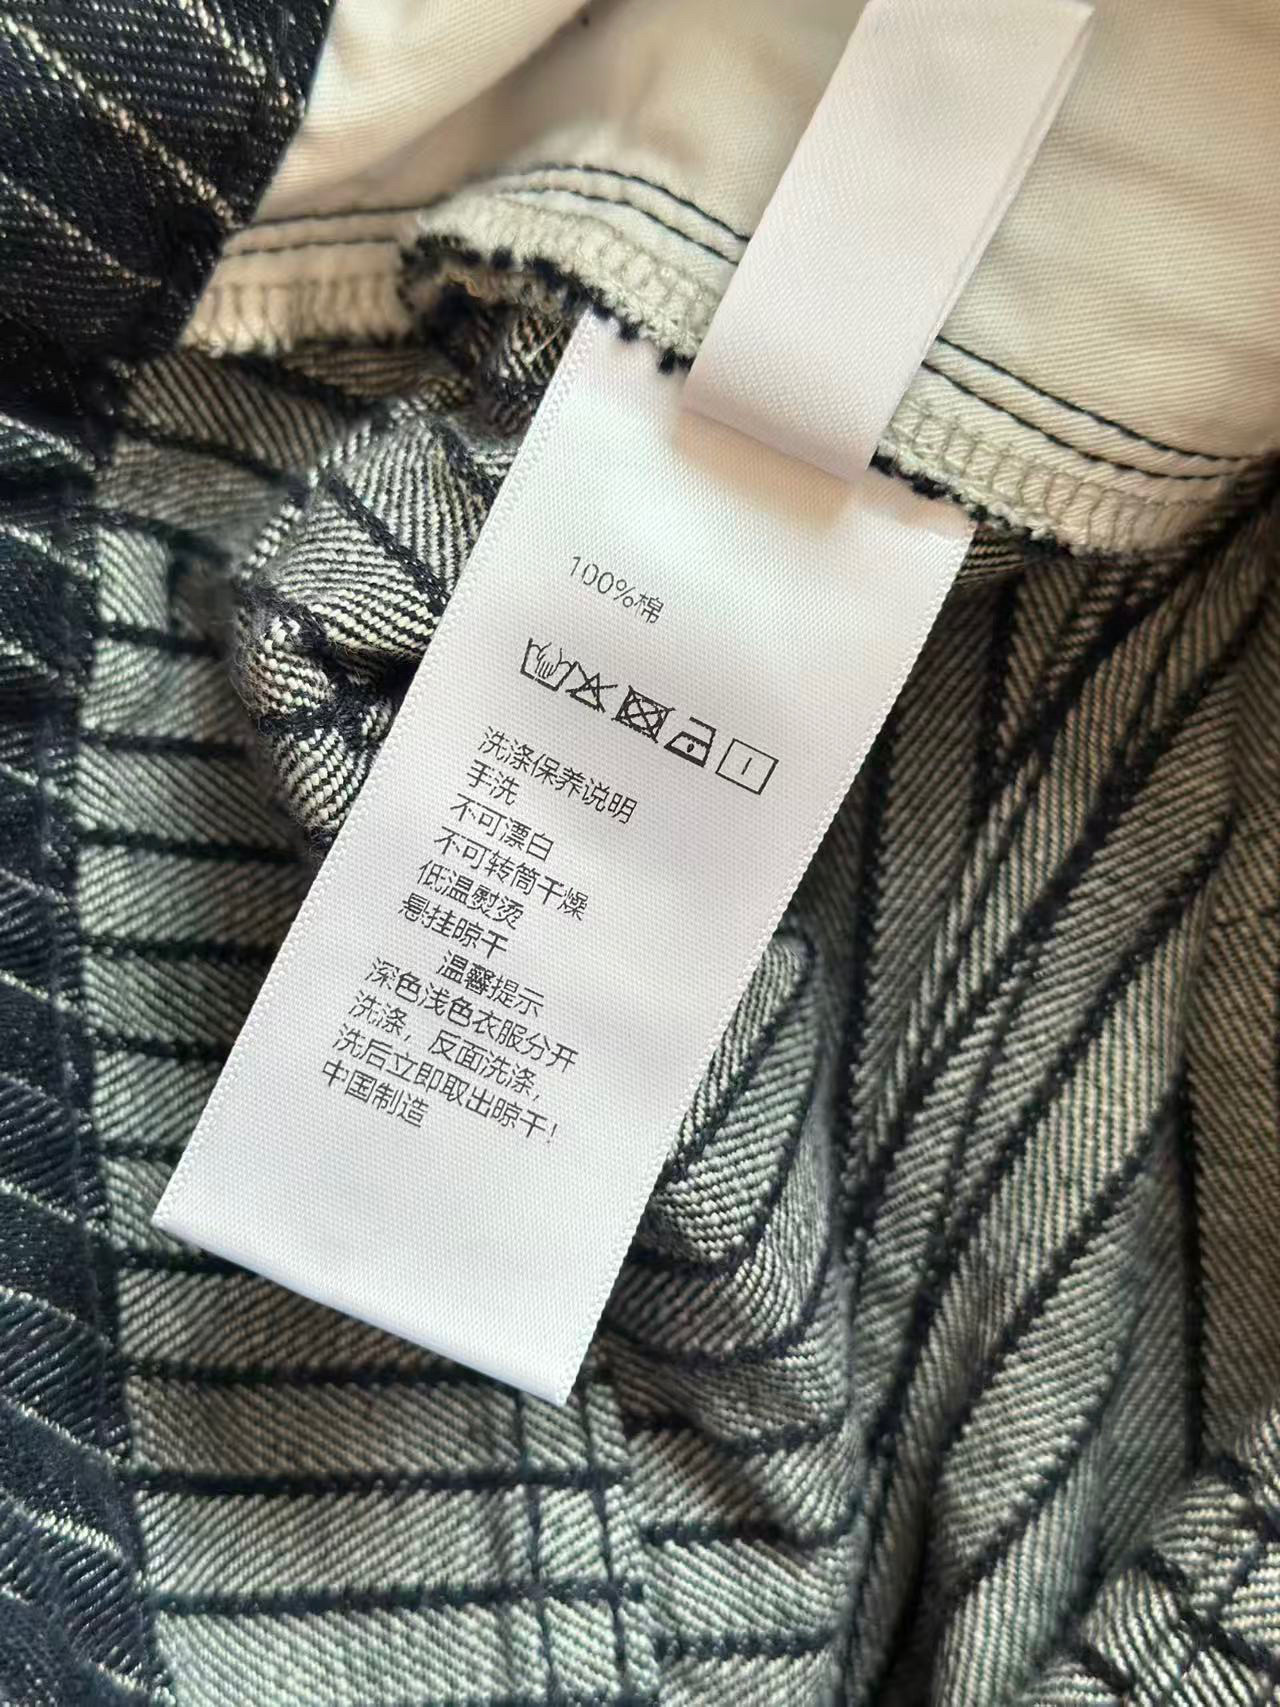 100%棉
洗涤保养说明
手洗
不可漂白
不可转筒干燥
低温熨烫
悬挂晾干
温馨提示
深色浅色衣服分开
洗涤，反面洗涤，
洗后立即取出晾干！
中国制造